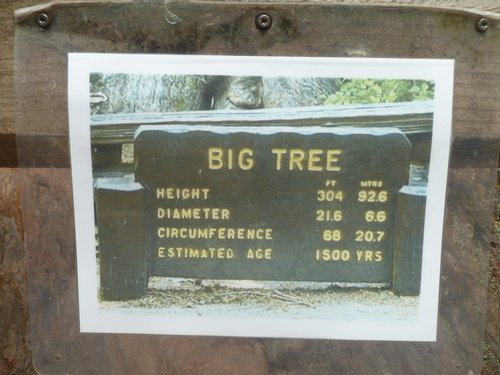 BIG TREE
FT MTRS
HEIGHT 304 92.6
DIAMETER 21.6 6.6
CIRCUMFERENCE 68 20.7
ESTIMATED AGE 1500 YRS